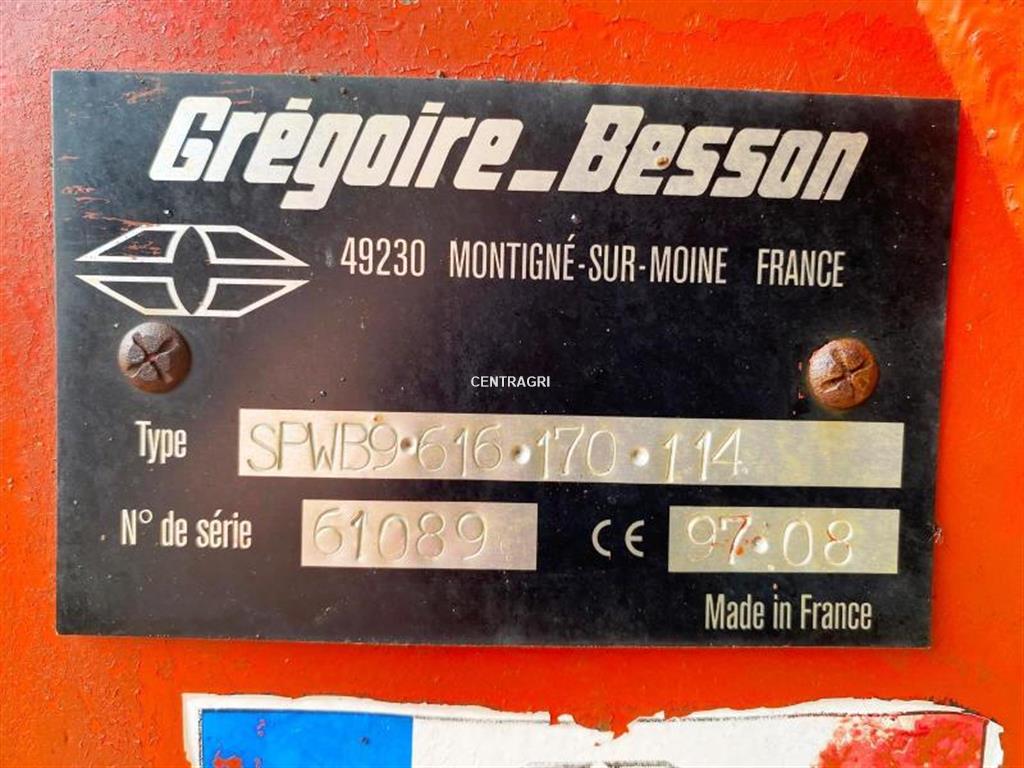 Grégoire_Besson
49230 MONTIGNÉ-SUR-MOINE FRANCE
CENTRAGRI
Type SPWB9•616•170•114
N° de série 61089 CE 97•08
Made in France